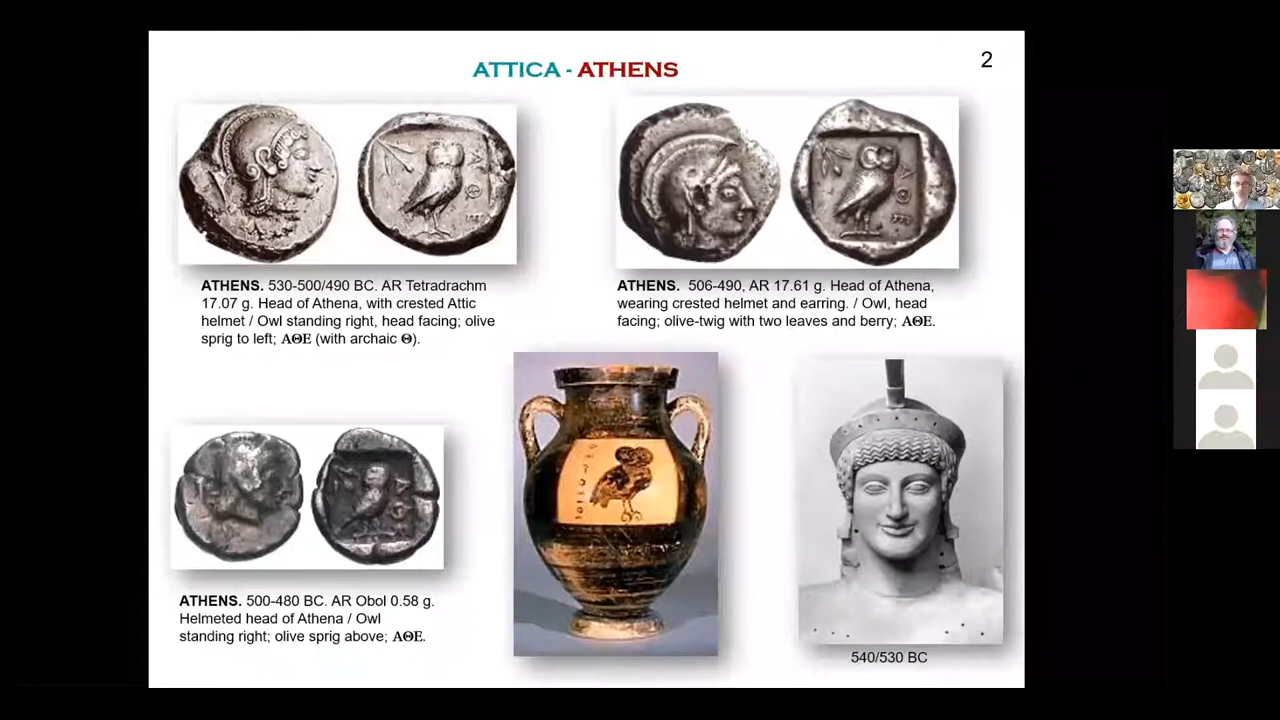 ATTICA - ATHENS
2
ATHENS. 530-500/490 BC. AR Tetradrachm
17.07 g. Head of Athena, with crested Attic
helmet / Owl standing right, head facing; olive
sprig to left; ΑΘΕ (with archaic Θ).
ATHENS. 506-490, AR 17.61 g. Head of Athena,
wearing crested helmet and earring. / Owl, head
facing; olive-twig with two leaves and berry; ΑΘΕ.
ATHENS. 500-480 BC. AR Obol 0.58 g.
Helmeted head of Athena / Owl
standing right; olive sprig above; ΑΘΕ.
540/530 BC